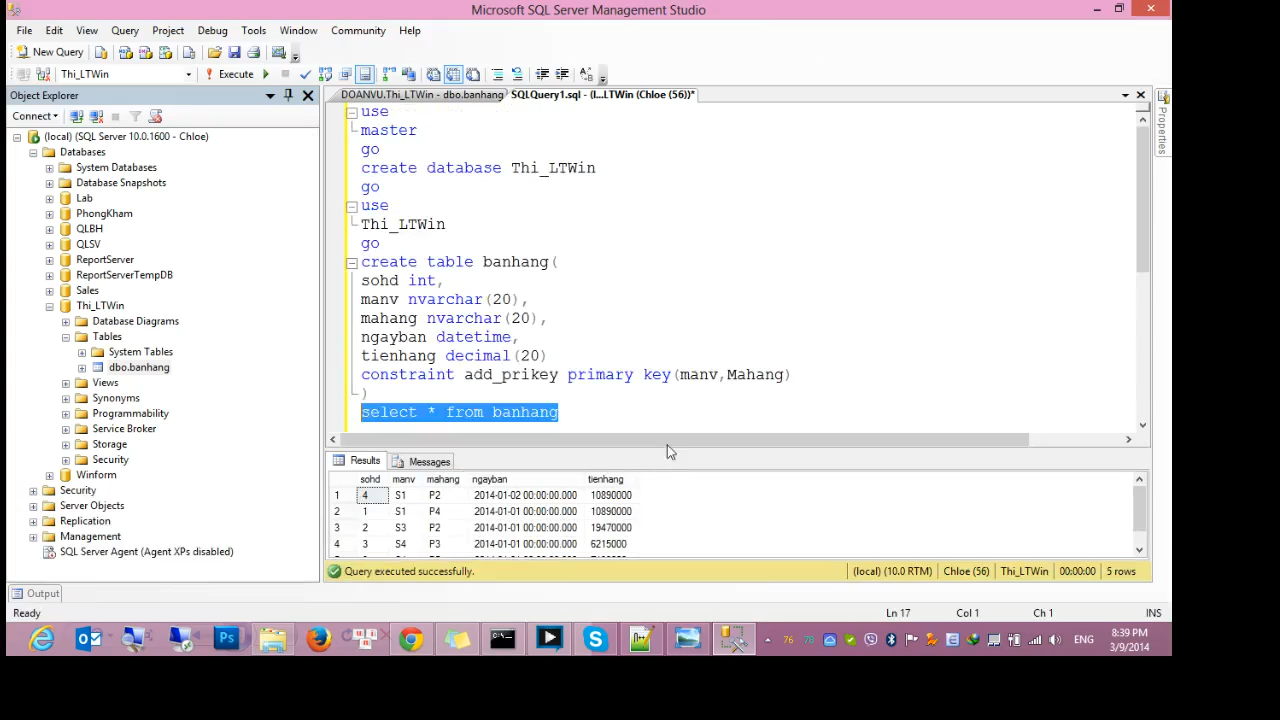 Microsoft SQL Server Management Studio
File Edit View Query Project Debug Tools Window Community Help
New Query
Thi_LTWin Execute
Object Explorer
DOANVU.Thi_LTWin - dbo.banhang SQLQuery1.sql - (l...LTWin (Chloe (56))*
Connect
Properties
(local) (SQL Server 10.0.1600 - Chloe)
Databases
System Databases
Database Snapshots
Lab
PhongKham
QLBH
QLSV
ReportServer
ReportServerTempDB
Sales
Thi_LTWin
Database Diagrams
Tables
System Tables
dbo.banhang
Views
Synonyms
Programmability
Service Broker
Storage
Security
Winform
Security
Server Objects
Replication
Management
SQL Server Agent (Agent XPs disabled)
use
master
go
create database Thi_LTWin
go
use
Thi_LTWin
go
create table banhang(
sohd int,
manv nvarchar(20),
mahang nvarchar(20),
ngayban datetime,
tienhang decimal(20)
constraint add_prikey primary key(manv,Mahang)
)
select * from banhang
Results Messages
sohd manv mahang ngayban tienhang
1 4 S1 P2 2014-01-02 00:00:00.000 10890000
2 1 S1 P4 2014-01-01 00:00:00.000 10890000
3 2 S3 P2 2014-01-01 00:00:00.000 19470000
4 3 S4 P3 2014-01-01 00:00:00.000 6215000
Query executed successfully. (local) (10.0 RTM) Chloe (56) Thi_LTWin 00:00:00 5 rows
Output
Ready Ln 17 Col 1 Ch 1 INS
76 78 ENG 8:39 PM
3/9/2014